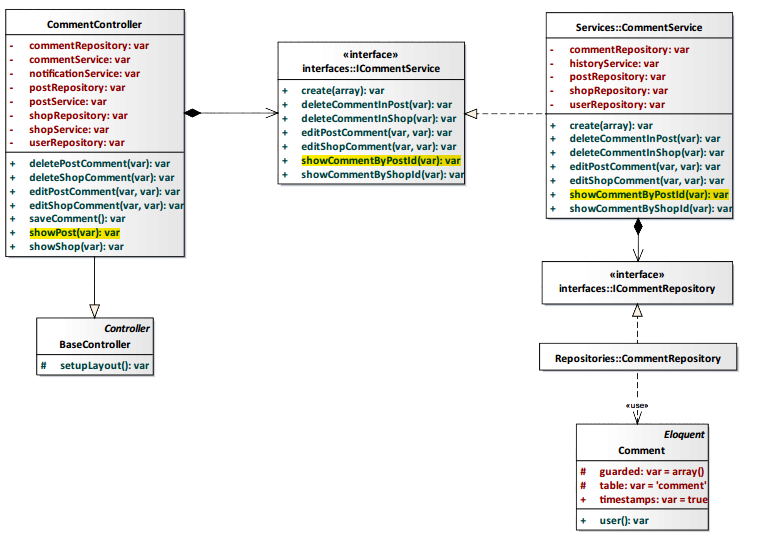 CommentController
- commentRepository: var
- commentService: var
- notificationService: var
- postRepository: var
- postService: var
- shopRepository: var
- shopService: var
- userRepository: var
+ deletePostComment(var): var
+ deleteShopComment(var): var
+ editPostComment(var, var): var
+ editShopComment(var, var): var
+ saveComment(): var
+ showPost(var): var
+ showShop(var): var
«interface»
interfaces::ICommentService
+ create(array): var
+ deleteCommentInPost(var): var
+ deleteCommentInShop(var): var
+ editPostComment(var, var): var
+ editShopComment(var, var): var
+ showCommentByPostId(var): var
+ showCommentByShopId(var): var
Services::CommentService
- commentRepository: var
- historyService: var
- postRepository: var
- shopRepository: var
- userRepository: var
+ create(array): var
+ deleteCommentInPost(var): var
+ deleteCommentInShop(var): var
+ editPostComment(var, var): var
+ editShopComment(var, var): var
+ showCommentByPostId(var): var
+ showCommentByShopId(var): var
«interface»
interfaces::ICommentRepository
Controller
BaseController
# setupLayout(): var
Repositories::CommentRepository
«use»
Eloquent
Comment
# guarded: var = array()
# table: var = 'comment'
+ timestamps: var = true
+ user(): var